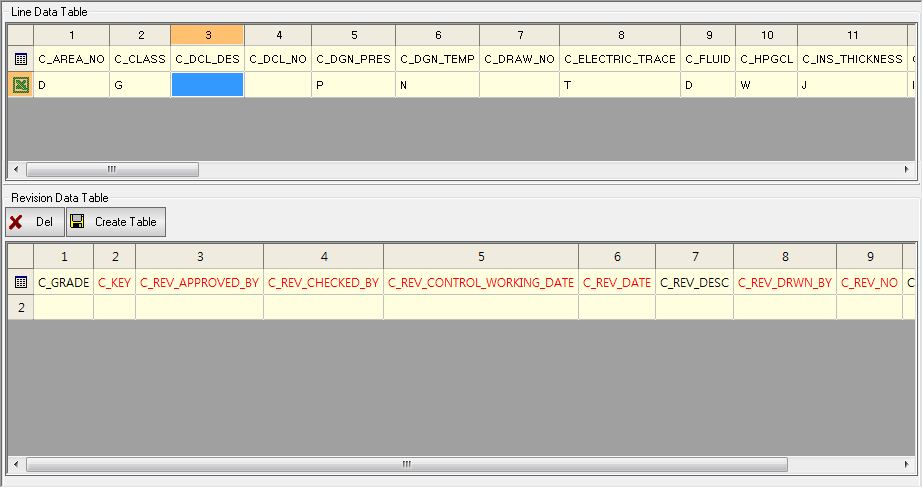 Line Data Table
1 2 3 4 5 6 7 8 9 10 11
C_AREA_NO C_CLASS C_DCL_DES C_DCL_NO C_DGN_PRES C_DGN_TEMP C_DRAW_NO C_ELECTRIC_TRACE C_FLUID C_HPGCL C_INS_THICKNESS
D G P N T D W J
Revision Data Table
Del Create Table
1 2 3 4 5 6 7 8 9
C_GRADE C_KEY C_REV_APPROVED_BY C_REV_CHECKED_BY C_REV_CONTROL_WORKING_DATE C_REV_DATE C_REV_DESC C_REV_DRWN_BY C_REV_NO C
2